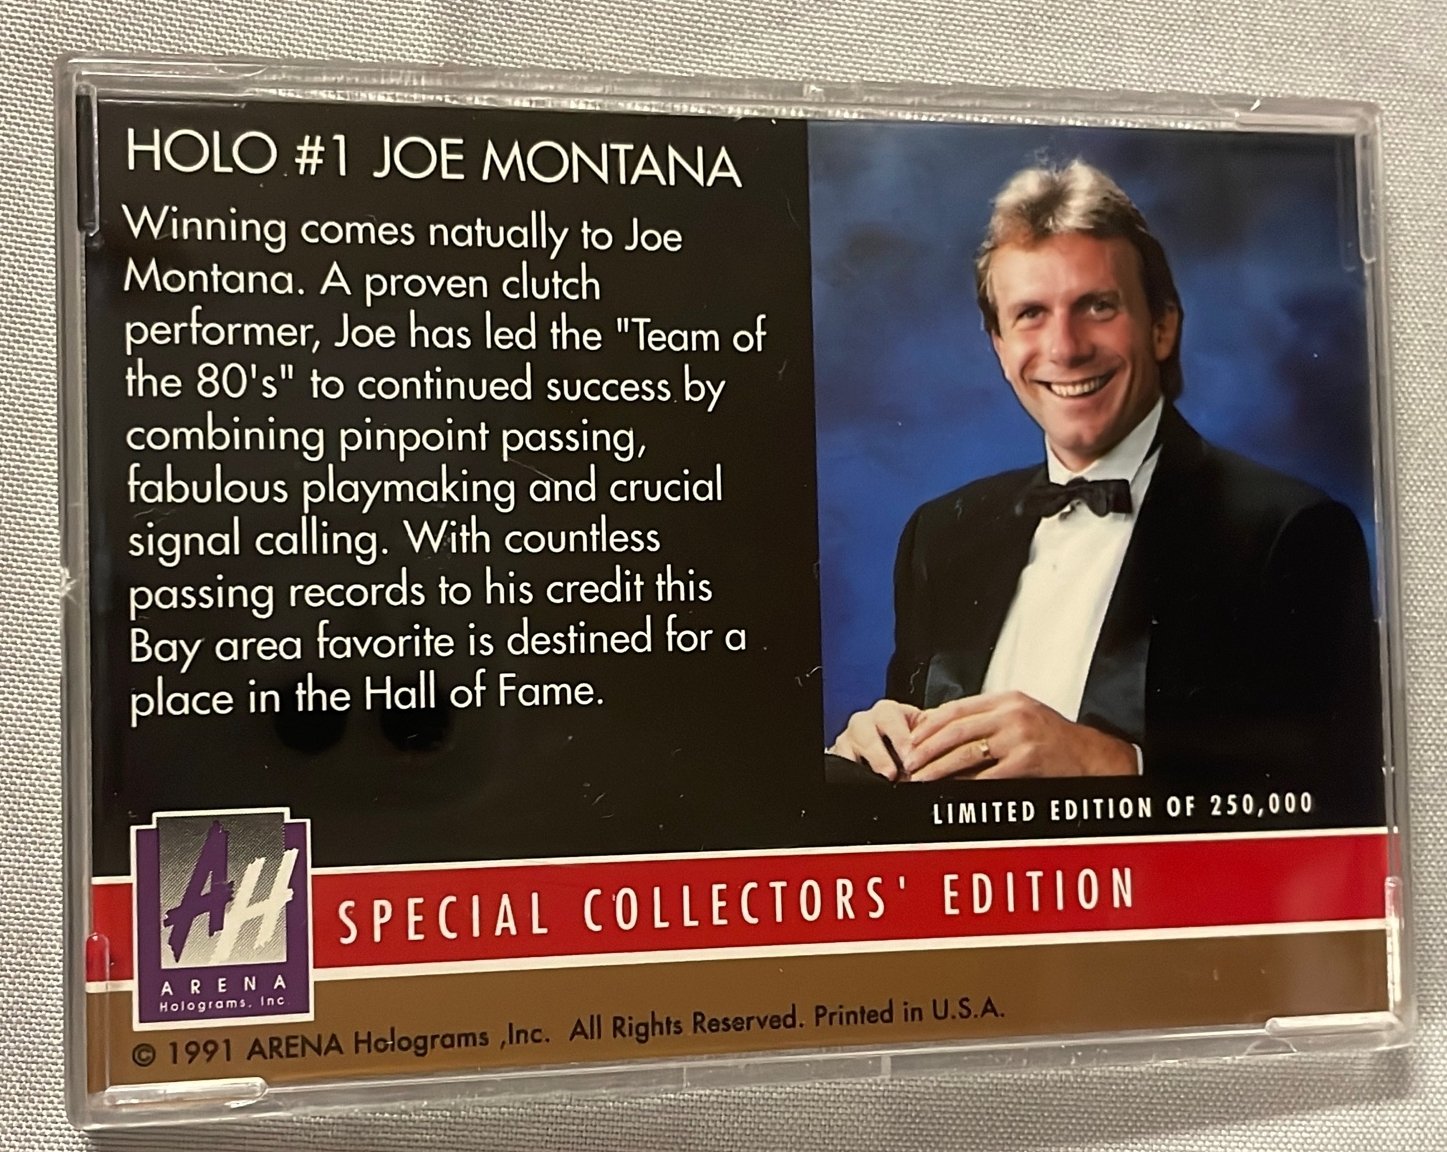 HOLO #1 JOE MONTANA
Winning comes natually to Joe
Montana. A proven clutch
performer, Joe has led the "Team of
the 80's" to continued success by
combining pinpoint passing,
fabulous playmaking and crucial
signal calling. With countless
passing records to his credit this
Bay area favorite is destined for a
place in the Hall of Fame.
LIMITED EDITION OF 250,000
AH
ARENA
Holograms, Inc
SPECIAL COLLECTORS' EDITION
© 1991 ARENA Holograms ,Inc. All Rights Reserved. Printed in U.S.A.